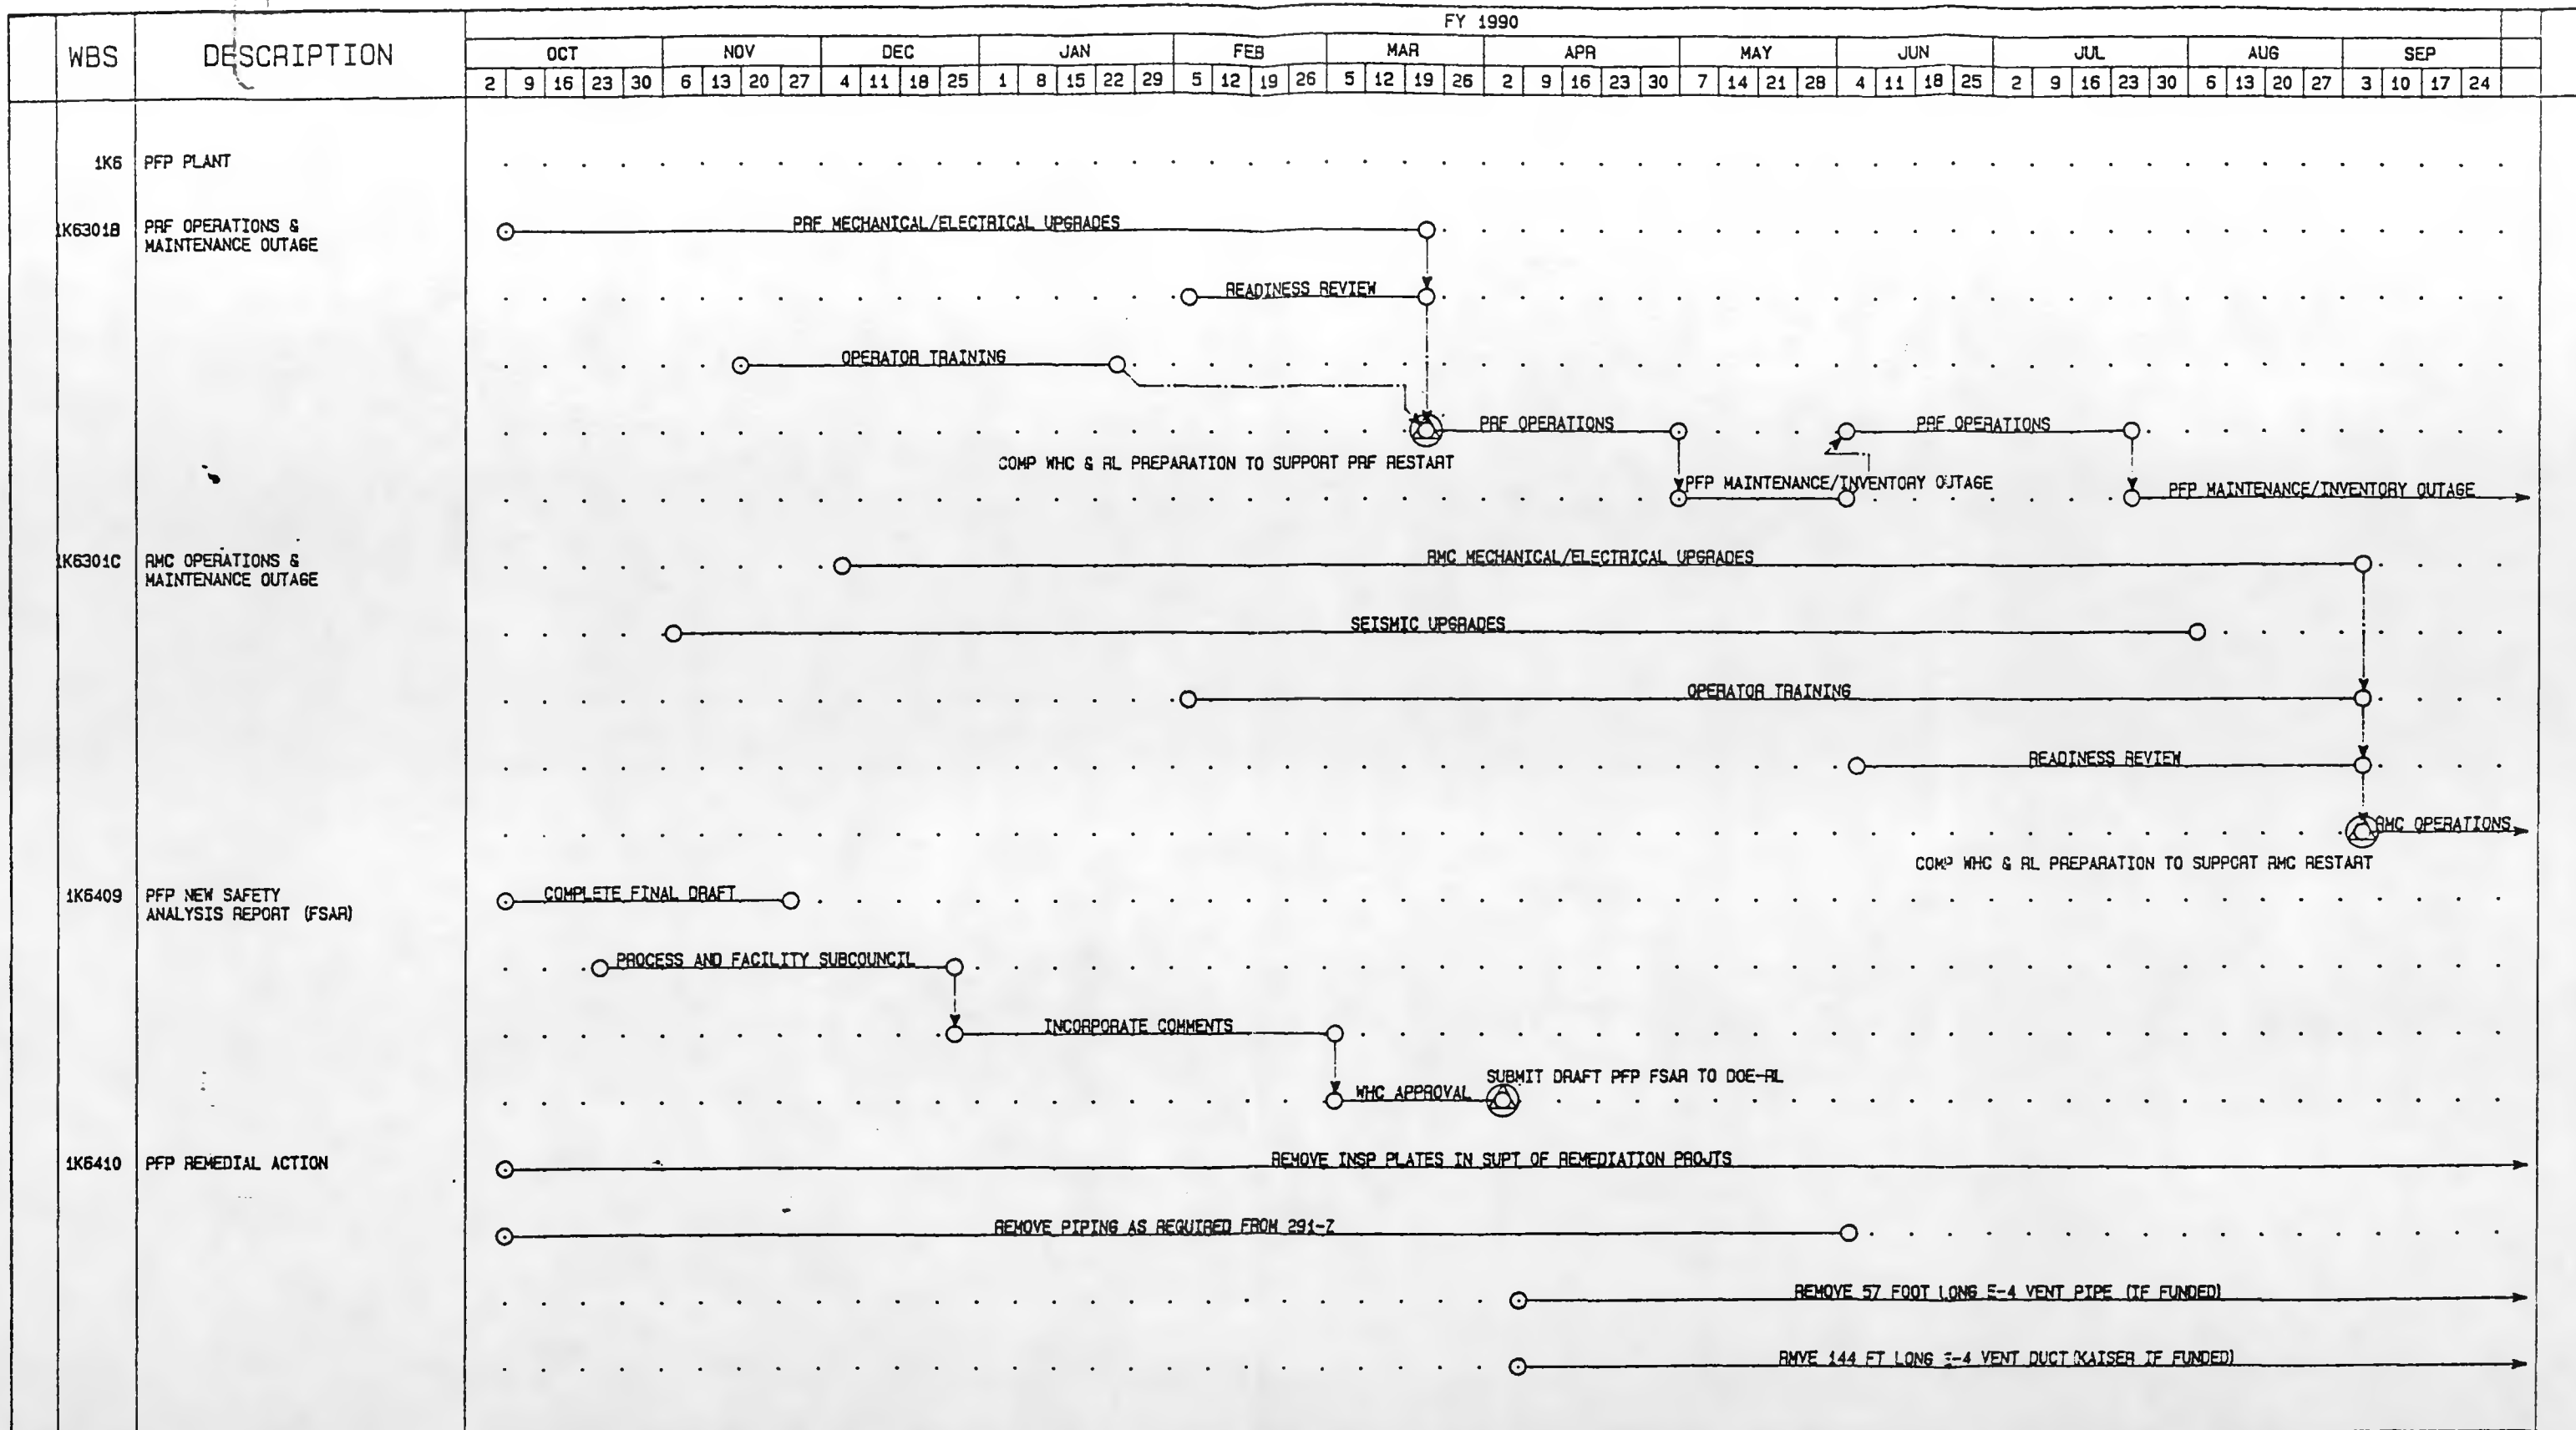 FY 1990
WBS DESCRIPTION OCT NOV DEC JAN FEB MAR APR MAY JUN JUL AUG SEP
2 9 16 23 30 6 13 20 27 4 11 18 25 1 8 15 22 29 5 12 19 26 5 12 19 26 2 9 16 23 30 7 14 21 28 4 11 18 25 2 9 16 23 30 6 13 20 27 3 10 17 24
1K6 PFP PLANT
1K6301B PRF OPERATIONS & PRF MECHANICAL/ELECTRICAL UPGRADES
MAINTENANCE OUTAGE
READINESS REVIEW
OPERATOR TRAINING
PRF OPERATIONS PRF OPERATIONS
COMP WHC & RL PREPARATION TO SUPPORT PRF RESTART
PFP MAINTENANCE/INVENTORY OUTAGE PFP MAINTENANCE/INVENTORY OUTAGE
1K6301C RMC OPERATIONS & RMC MECHANICAL/ELECTRICAL UPGRADES
MAINTENANCE OUTAGE
SEISMIC UPGRADES
OPERATOR TRAINING
READINESS REVIEW
RMC OPERATIONS
COMP WHC & RL PREPARATION TO SUPPORT RMC RESTART
1K6409 PFP NEW SAFETY COMPLETE FINAL DRAFT
ANALYSIS REPORT (FSAR)
PROCESS AND FACILITY SUBCOUNCIL
INCORPORATE COMMENTS
SUBMIT DRAFT PFP FSAR TO DOE-RL
WHC APPROVAL
1K6410 PFP REMEDIAL ACTION REMOVE INSP PLATES IN SUPT OF REMEDIATION PROJTS
REMOVE PIPING AS REQUIRED FROM 291-Z
REMOVE 57 FOOT LONG E-4 VENT PIPE (IF FUNDED)
RMVE 144 FT LONG E-4 VENT DUCT (KAISER IF FUNDED)